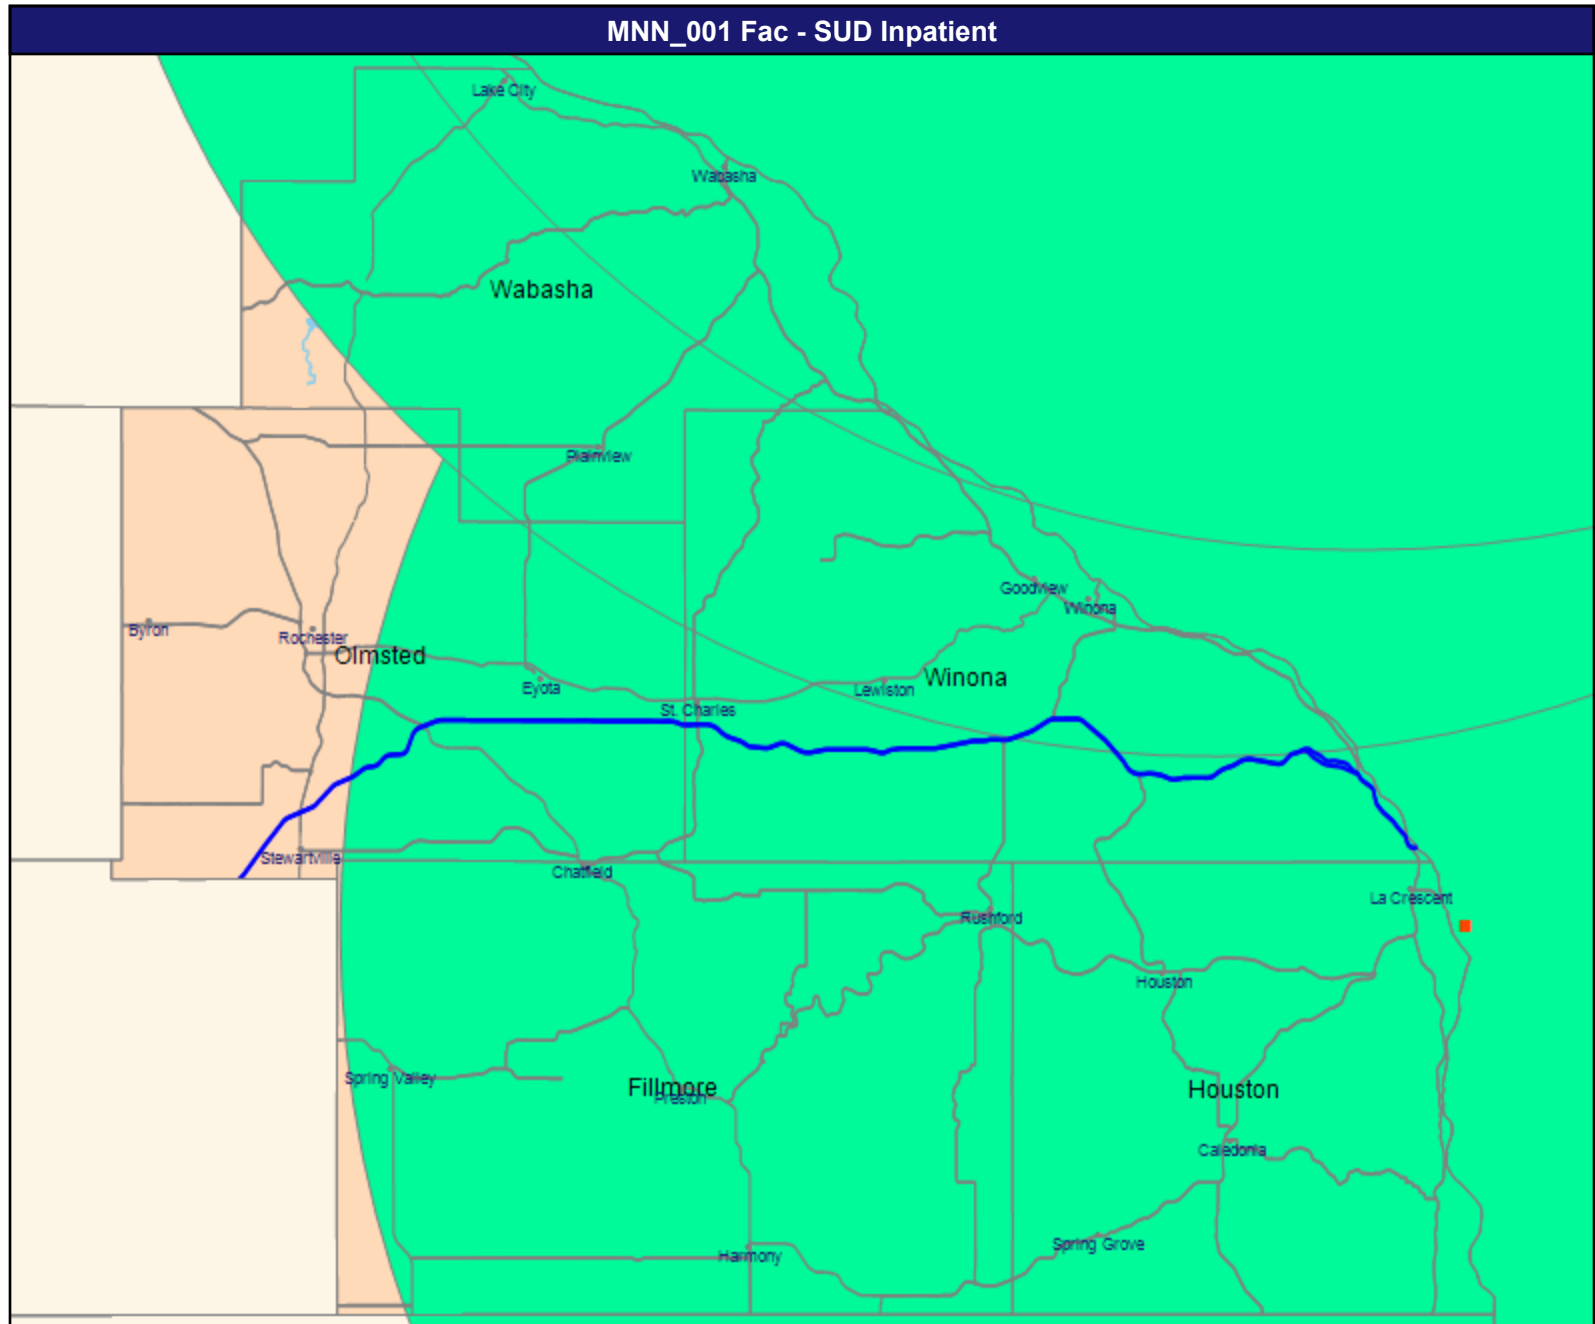 MNN_001 Fac - SUD Inpatient
Lake City
Wabasha
Wabasha
Plainview
Goodview
Winona
Byron
Rochester
Olmsted
Eyota
Lewiston
Winona
St. Charles
Stewartville
Chatfield
La Crescent
Rushford
Houston
Spring Valley
Fillmore
Preston
Houston
Caledonia
Spring Grove
Harmony